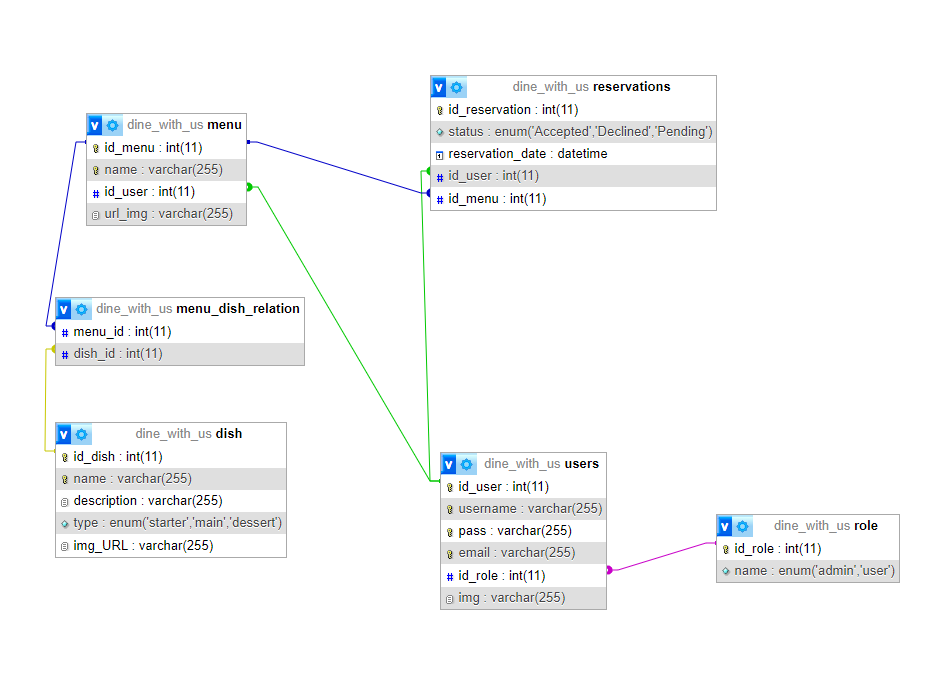 dine_with_us menu
id_menu : int(11)
name : varchar(255)
id_user : int(11)
url_img : varchar(255)
dine_with_us reservations
id_reservation : int(11)
status : enum('Accepted','Declined','Pending')
reservation_date : datetime
id_user : int(11)
id_menu : int(11)
dine_with_us menu_dish_relation
menu_id : int(11)
dish_id : int(11)
dine_with_us dish
id_dish : int(11)
name : varchar(255)
description : varchar(255)
type : enum('starter','main','dessert')
img_URL : varchar(255)
dine_with_us users
id_user : int(11)
username : varchar(255)
pass : varchar(255)
email : varchar(255)
id_role : int(11)
img : varchar(255)
dine_with_us role
id_role : int(11)
name : enum('admin','user')